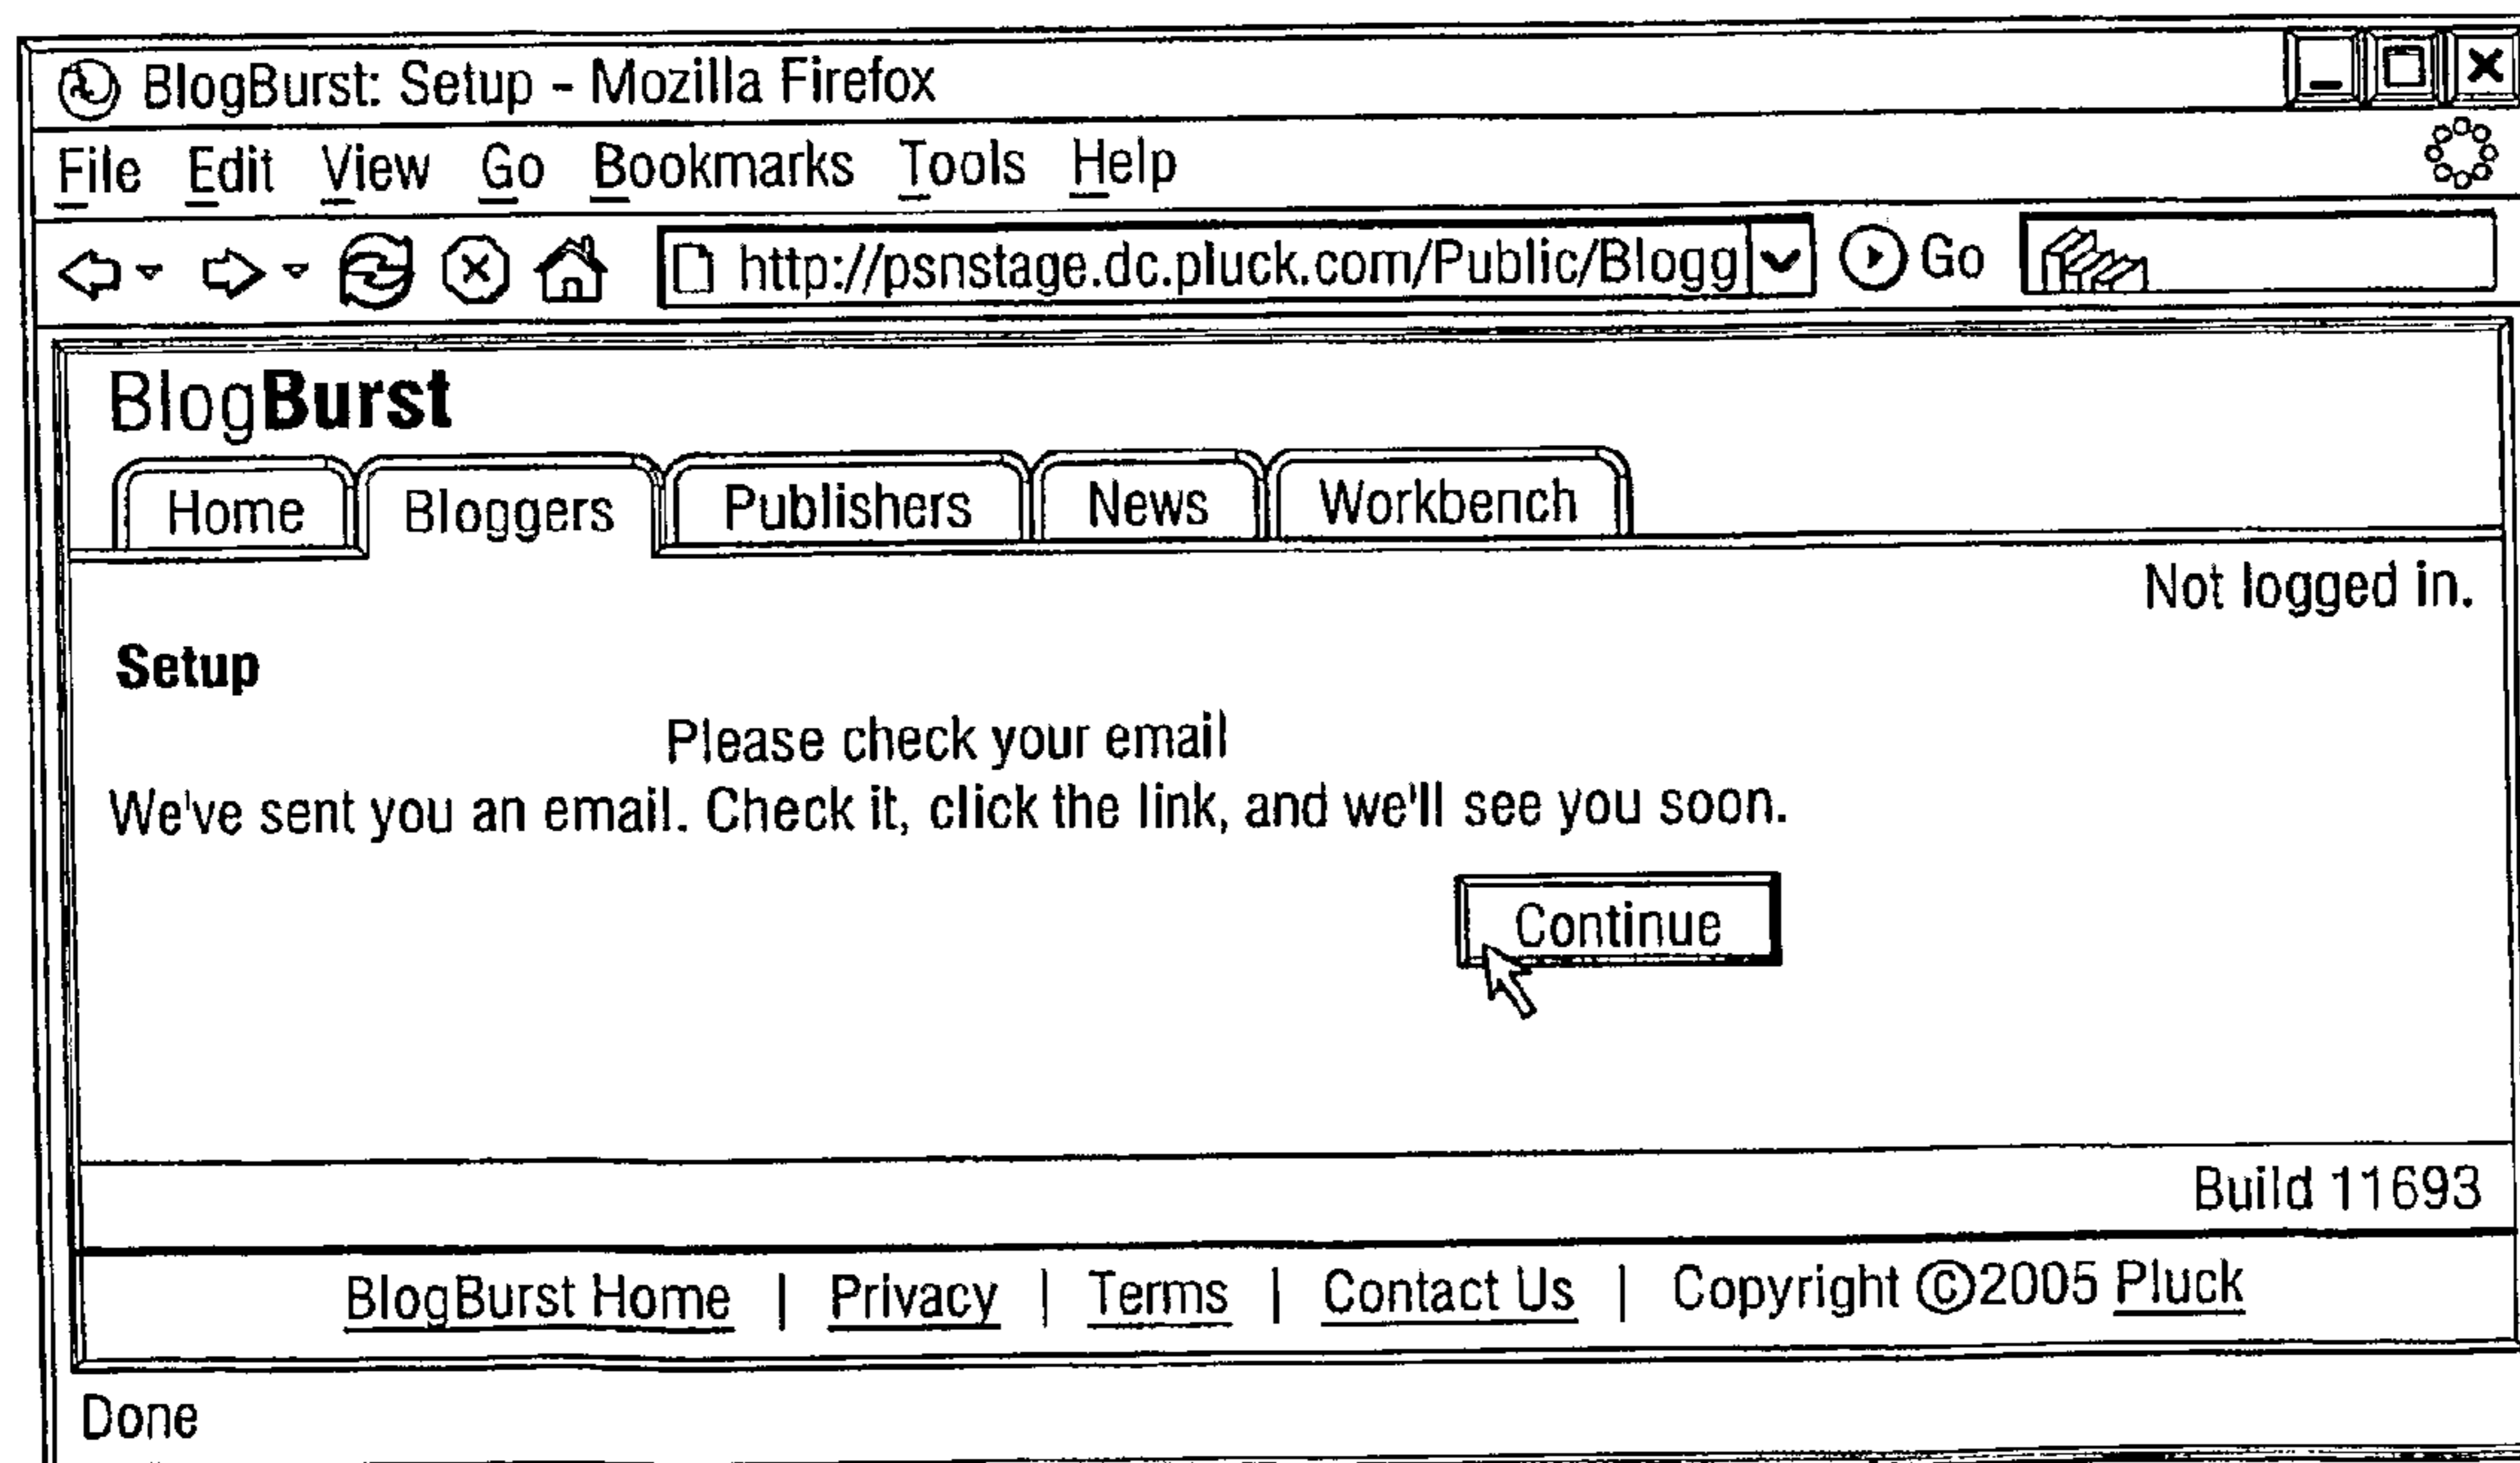 BlogBurst: Setup - Mozilla Firefox
File Edit View Go Bookmarks Tools Help
http://psnstage.dc.pluck.com/Public/Blogg Go
BlogBurst
Home Bloggers Publishers News Workbench
Not logged in.
Setup
Please check your email
We've sent you an email. Check it, click the link, and we'll see you soon.
Continue
Build 11693
BlogBurst Home | Privacy | Terms | Contact Us | Copyright ©2005 Pluck
Done